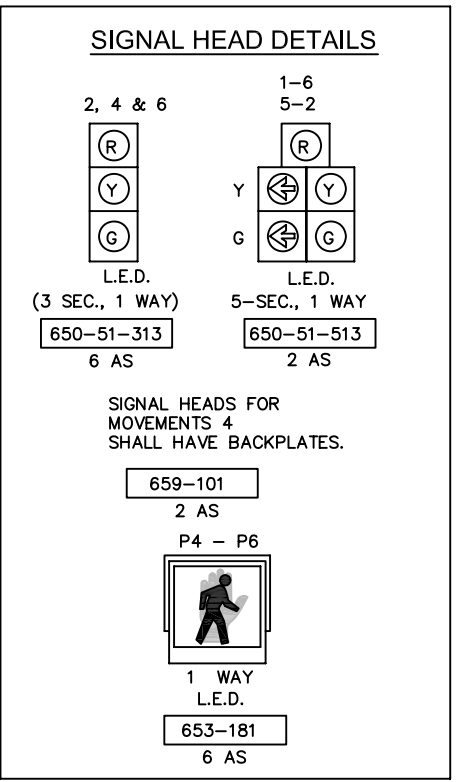 SIGNAL HEAD DETAILS
2, 4 & 6
R
Y
G
L.E.D.
(3 SEC., 1 WAY)
650-51-313
6 AS
1-6
5-2
R
Y Y
G G
L.E.D.
5-SEC., 1 WAY
650-51-513
2 AS
SIGNAL HEADS FOR
MOVEMENTS 4
SHALL HAVE BACKPLATES.
659-101
2 AS
P4 - P6
1 WAY
L.E.D.
653-181
6 AS